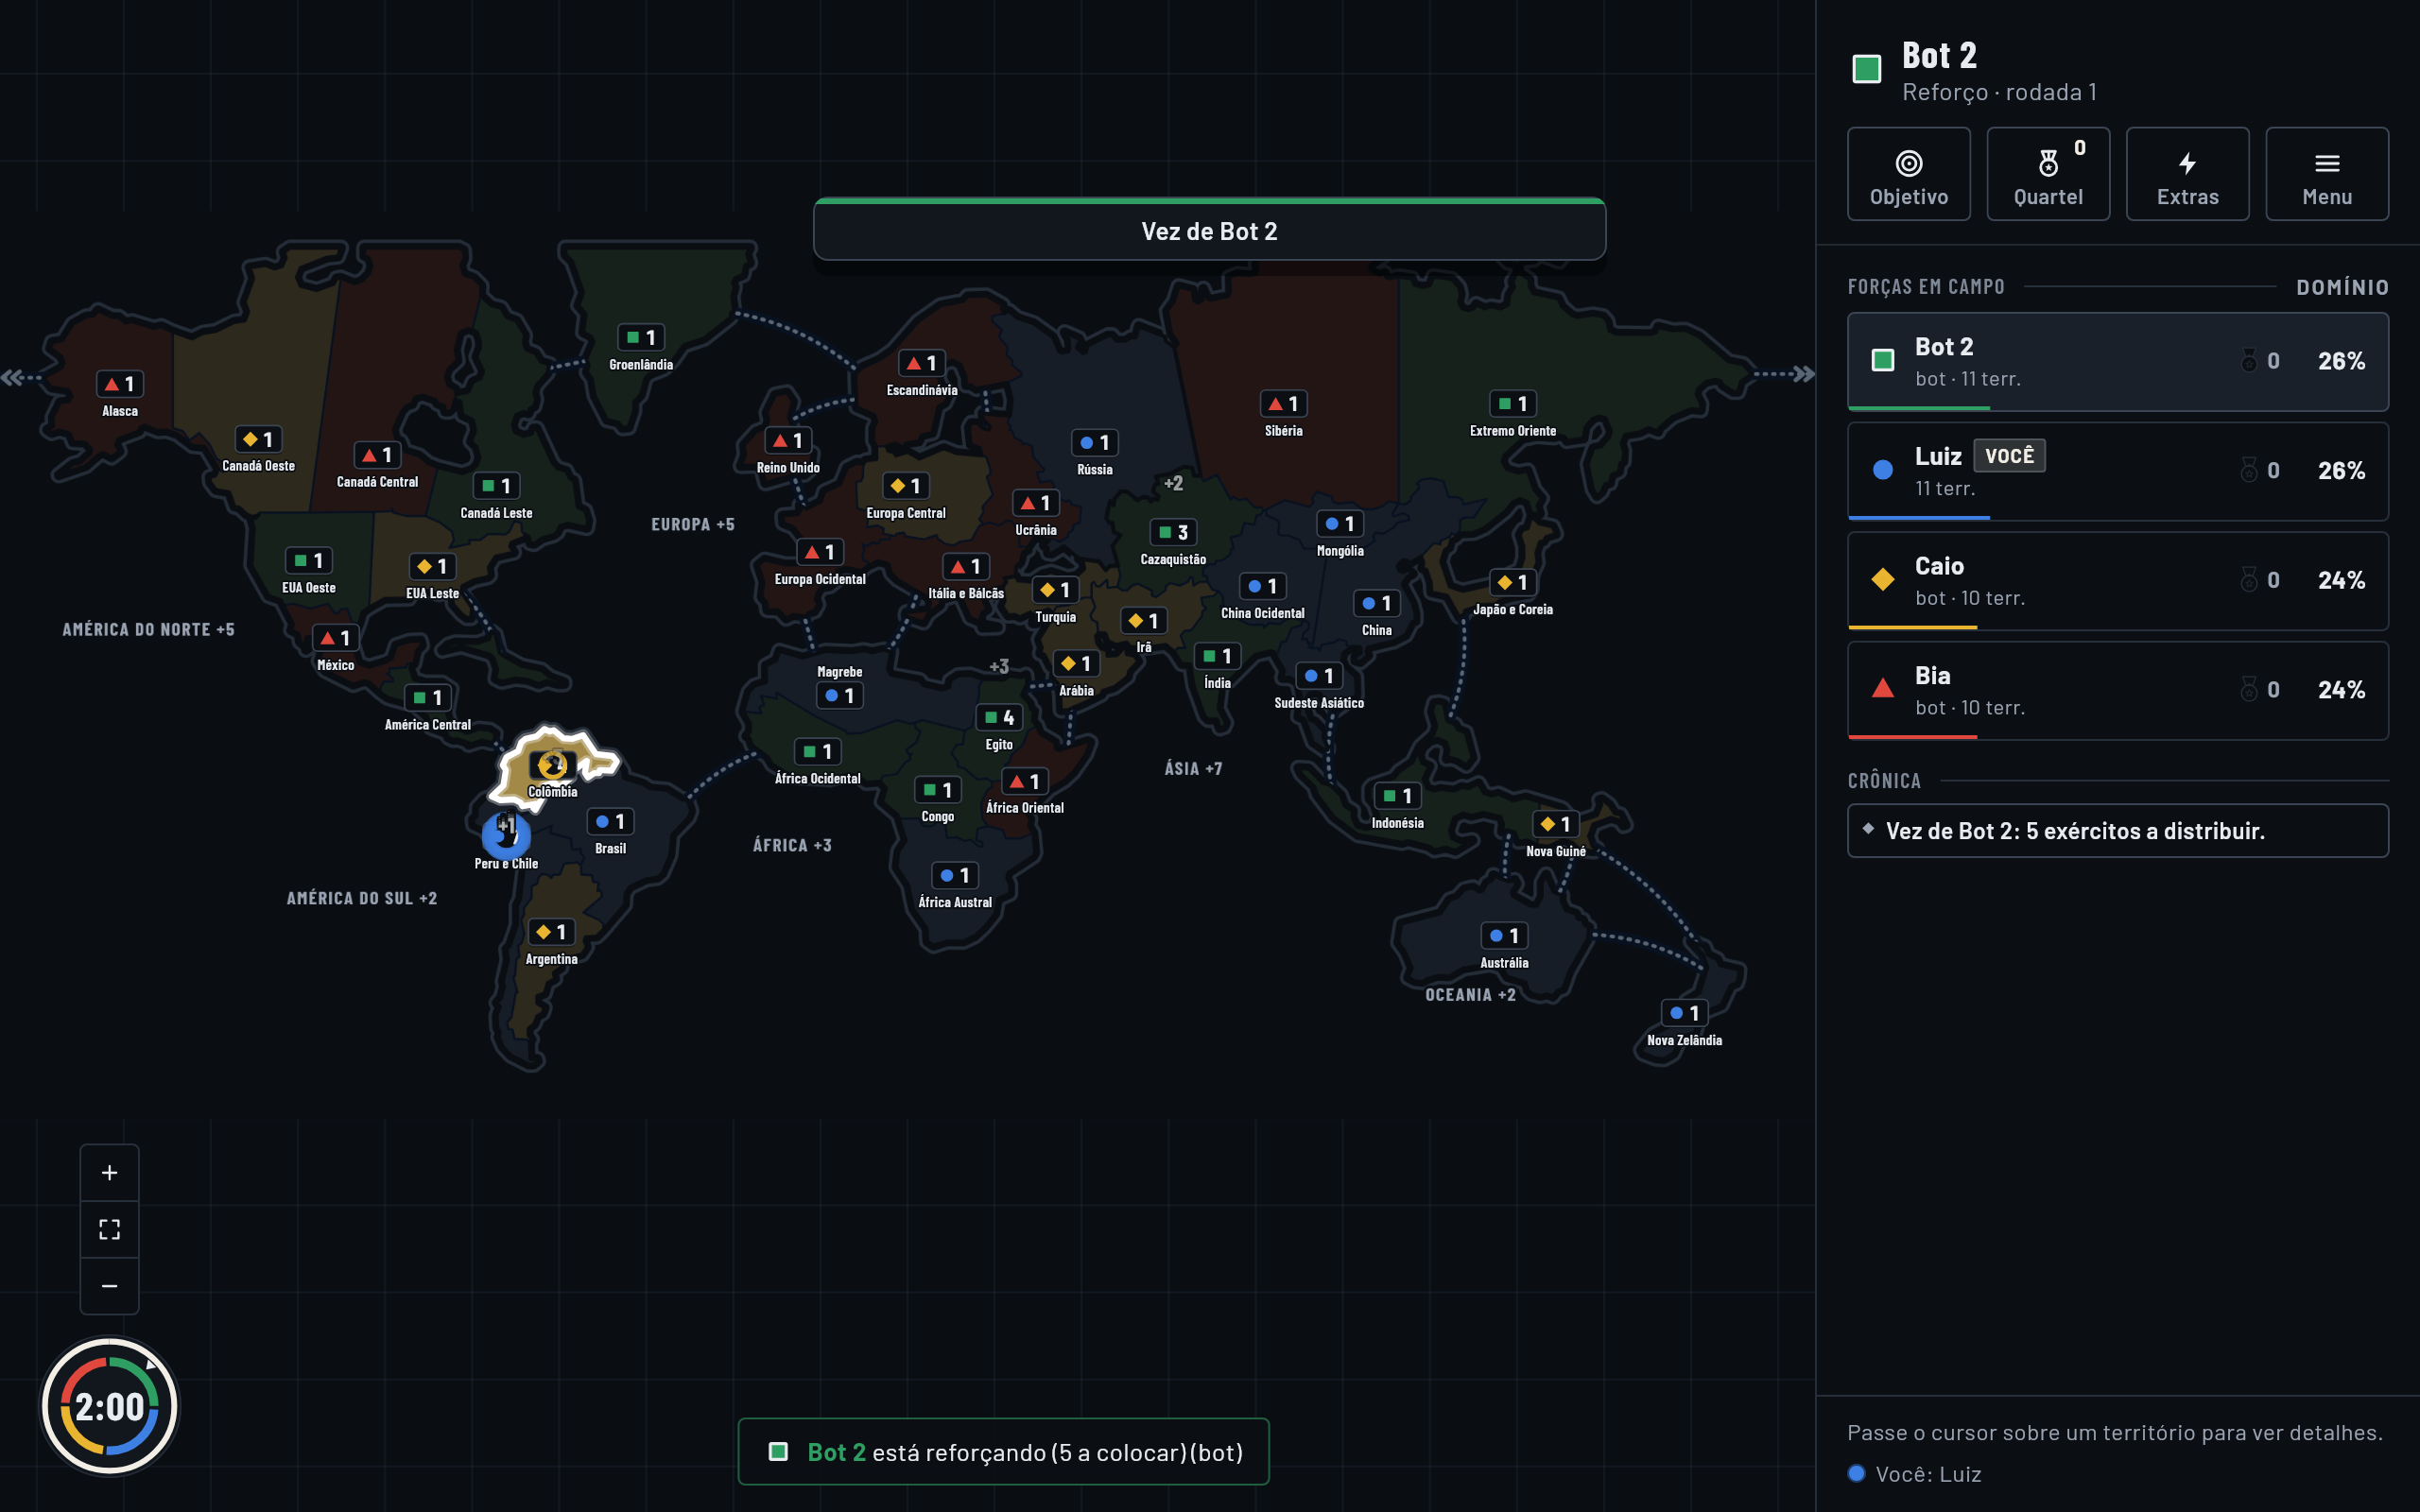 Bot 2
Reforço · rodada 1
Objetivo
0
Quartel
Extras
Menu
Vez de Bot 2
FORÇAS EM CAMPO
DOMÍNIO
Bot 2
bot · 11 terr.
0
26%
Luiz
VOCÊ
11 terr.
0
26%
Caio
bot · 10 terr.
0
24%
Bia
bot · 10 terr.
0
24%
CRÔNICA
Vez de Bot 2: 5 exércitos a distribuir.
1
Groenlândia
1
Alasca
1
Canadá Oeste
1
Canadá Central
1
Canadá Leste
1
EUA Oeste
1
EUA Leste
AMÉRICA DO NORTE +5
1
México
1
América Central
Colômbia
+1
Peru e Chile
1
Brasil
AMÉRICA DO SUL +2
1
Argentina
1
Escandinávia
1
Reino Unido
1
Europa Central
EUROPA +5
1
Ucrânia
1
Europa Ocidental
1
Itália e Bálcãs
1
Rússia
1
Sibéria
1
Extremo Oriente
+2
3
Cazaquistão
1
Mongólia
1
Turquia
1
Irã
1
China Ocidental
1
China
1
Japão e Coreia
1
Arábia
1
Índia
1
Sudeste Asiático
ÁSIA +7
Magrebe
1
+3
4
Egito
1
África Ocidental
1
Congo
1
África Oriental
ÁFRICA +3
1
África Austral
1
Indonésia
1
Nova Guiné
1
Austrália
OCEANIA +2
1
Nova Zelândia
+
−
2:00
Bot 2 está reforçando (5 a colocar) (bot)
Passe o cursor sobre um território para ver detalhes.
Você: Luiz